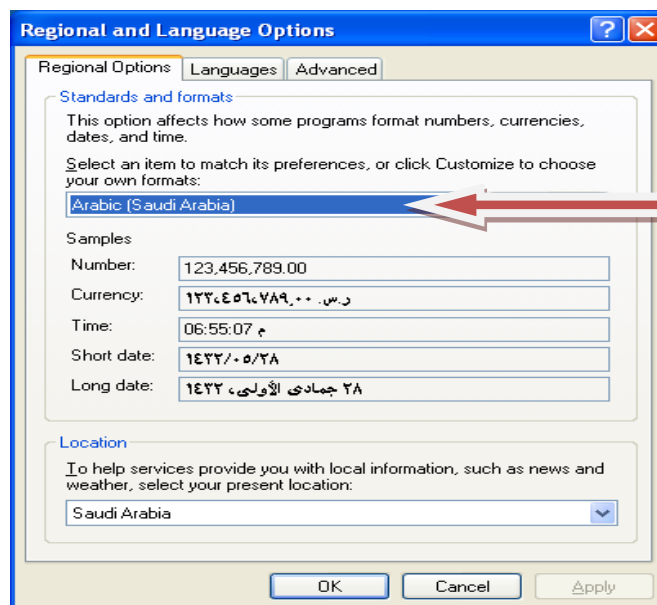 Regional and Language Options
Regional Options Languages Advanced
Standards and formats
This option affects how some programs format numbers, currencies,
dates, and time.
Select an item to match its preferences, or click Customize to choose
your own formats:
Arabic (Saudi Arabia)
Samples
Number: 123,456,789.00
Currency: ر.س. ١٢٣،٤٥٦،٧٨٩,٠٠
Time: 06:55:07 م
Short date: ١٤٣٢/٠٥/٢٨
Long date: ٢٨ جمادى الأولى، ١٤٣٢
Location
To help services provide you with local information, such as news and
weather, select your present location:
Saudi Arabia
OK Cancel Apply